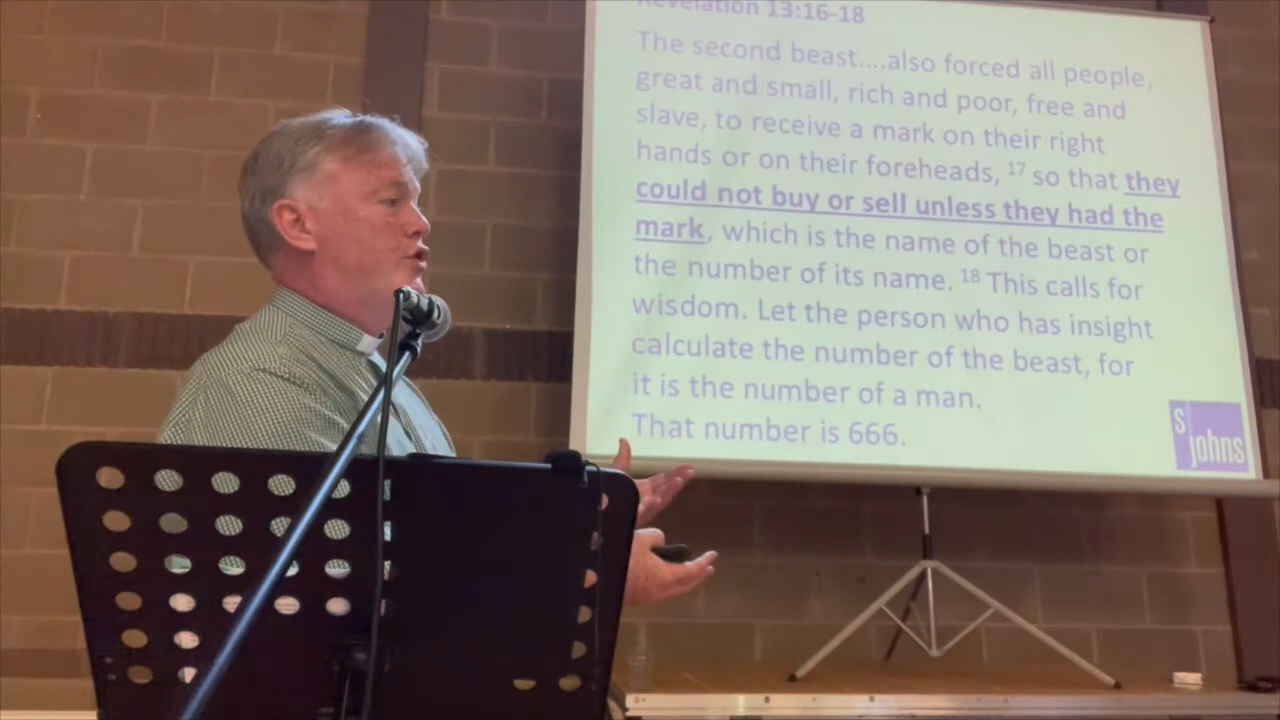 Revelation 13:16-18
The second beast....also forced all people,
great and small, rich and poor, free and
slave, to receive a mark on their right
hands or on their foreheads, 17 so that they
could not buy or sell unless they had the
mark, which is the name of the beast or
the number of its name. 18 This calls for
wisdom. Let the person who has insight
calculate the number of the beast, for
it is the number of a man.
That number is 666.
S
johns